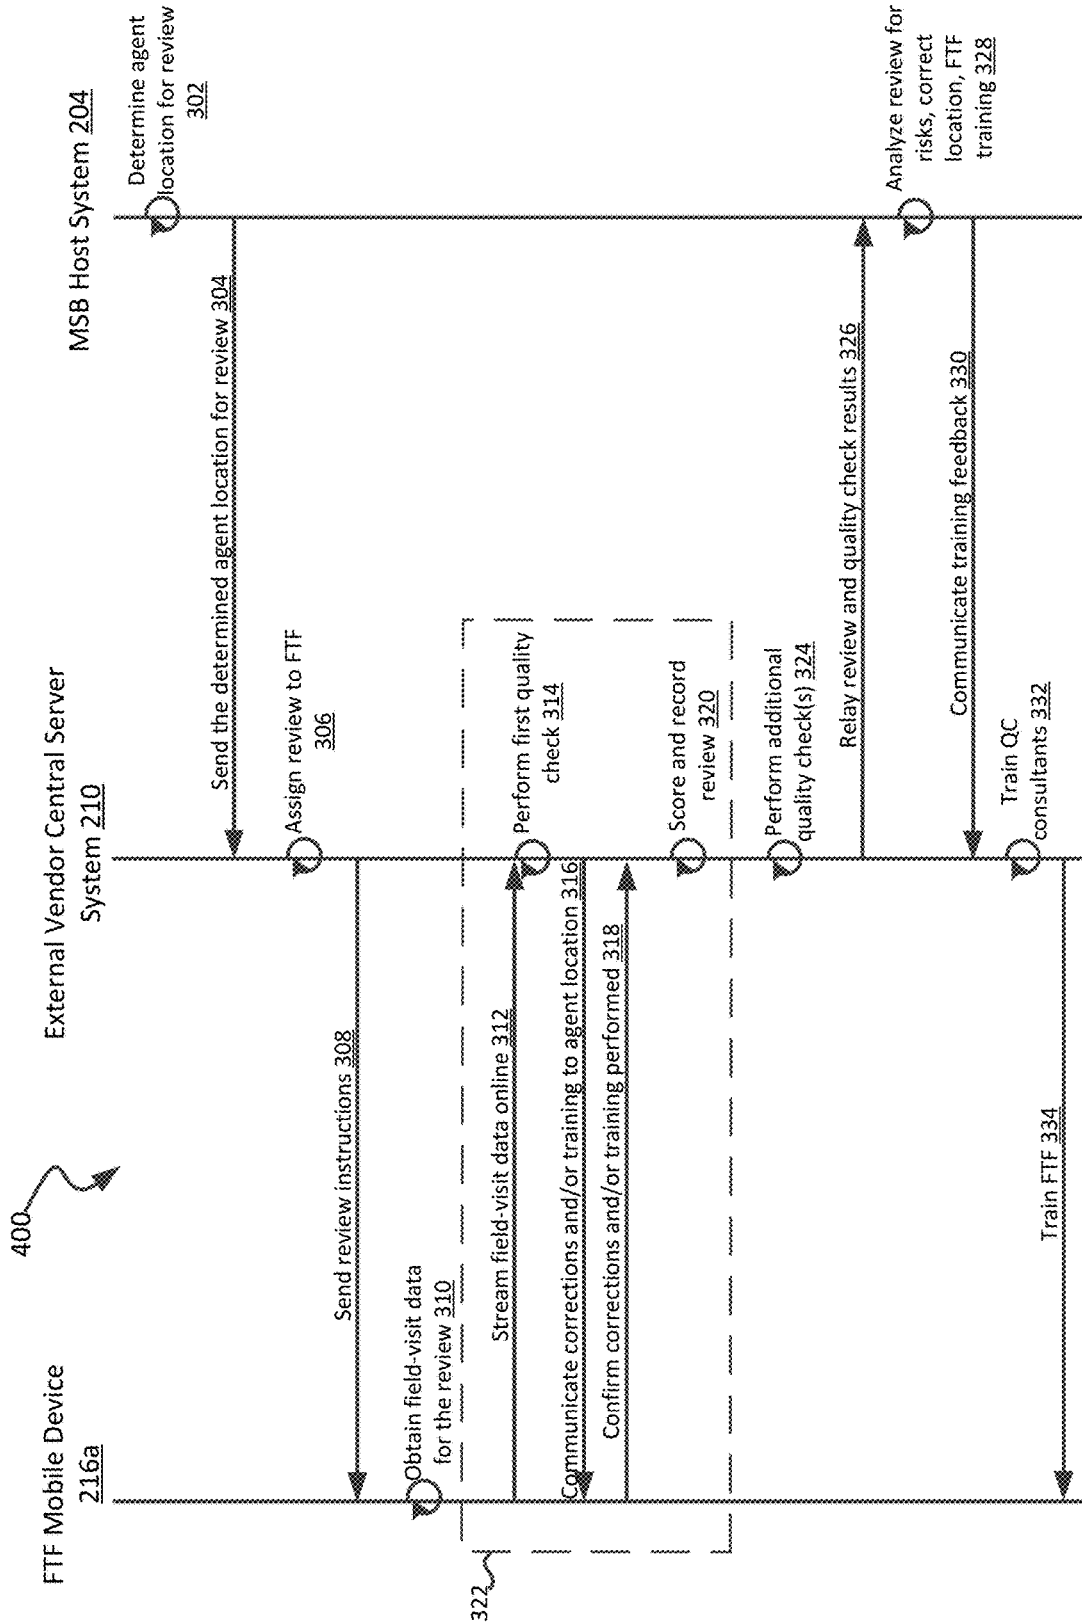 400
FTF Mobile Device
216a
External Vendor Central Server
System 210
MSB Host System 204
Determine agent
location for review
302
Send the determined agent location for review 304
Assign review to FTF
306
Send review instructions 308
Obtain field-visit data
for the review 310
322
Stream field-visit data online 312
Perform first quality
check 314
Communicate corrections and/or training to agent location 316
Confirm corrections and/or training performed 318
Score and record
review 320
Perform additional
quality check(s) 324
Relay review and quality check results 326
Analyze review for
risks, correct
location, FTF
training 328
Communicate training feedback 330
Train QC
consultants 332
Train FTF 334